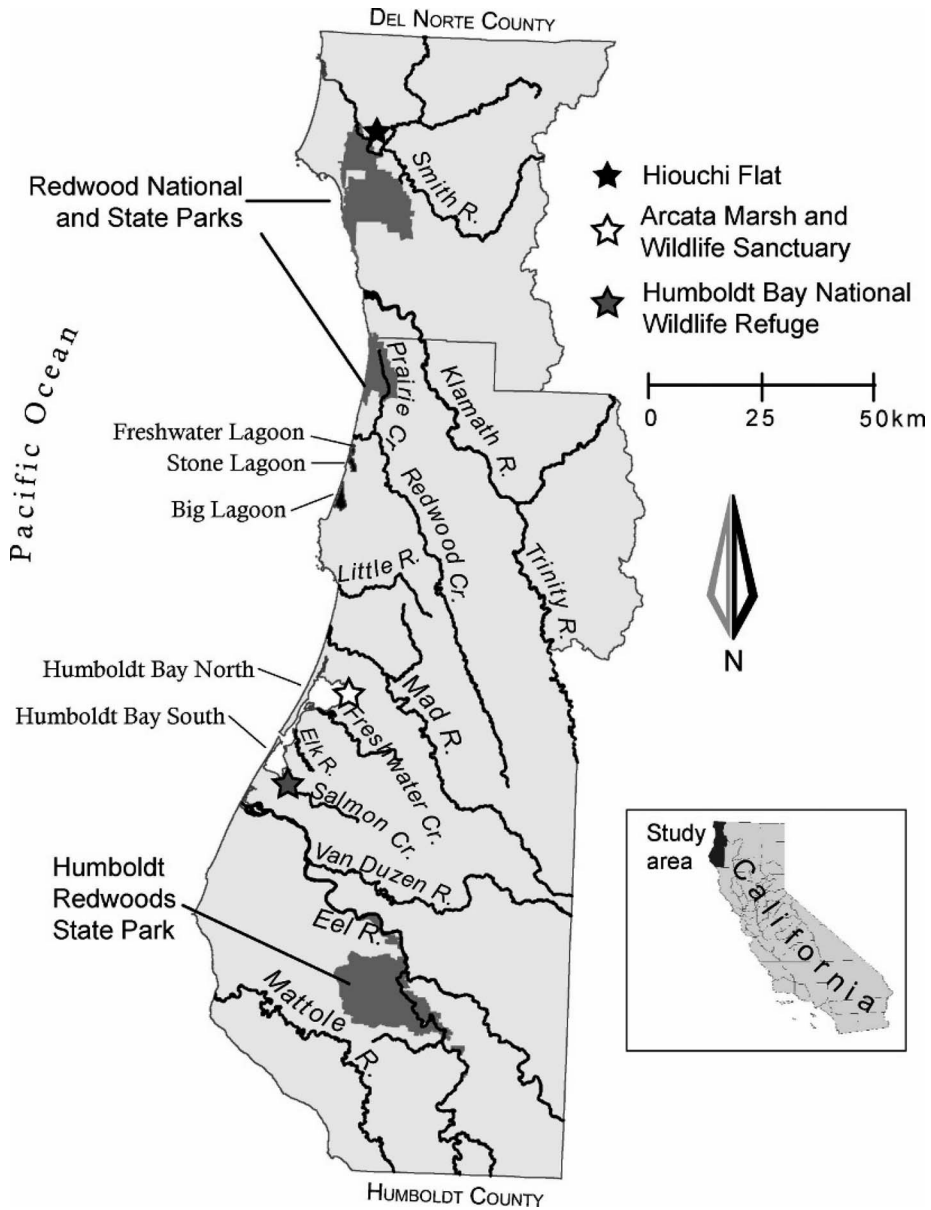 DEL NORTE COUNTY
Redwood National
and State Parks
Smith R.
Hiouchi Flat
Arcata Marsh and
Wildlife Sanctuary
Humboldt Bay National
Wildlife Refuge
0 25 50km
Pacific Ocean
Prairie Cr.
Klamath R.
Freshwater Lagoon
Stone Lagoon
Big Lagoon
Redwood Cr.
Trinity R.
Little R.
N
Humboldt Bay North
Humboldt Bay South
Mad R.
Freshwater Cr.
Elk R.
Salmon Cr.
Van Duzen R.
Humboldt
Redwoods
State Park
Eel R.
Mattole R.
Study
area
California
HUMBOLDT COUNTY